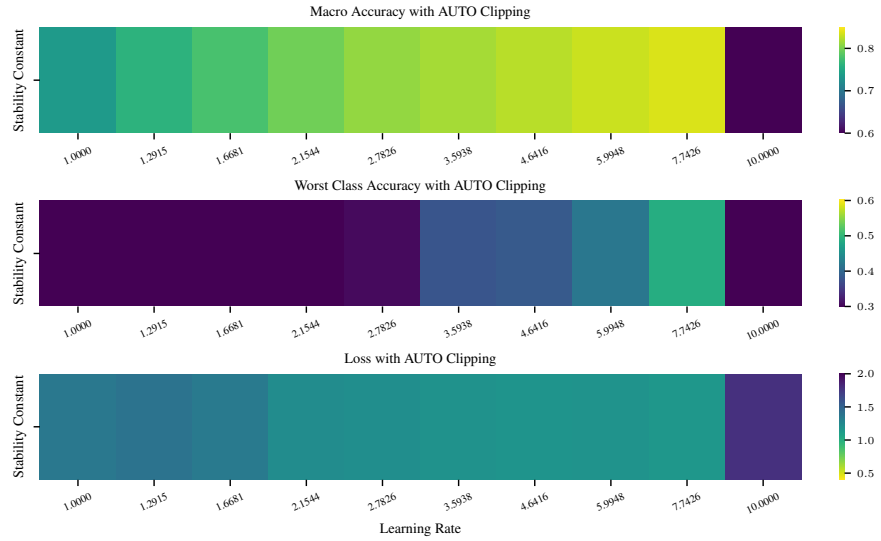 Macro Accuracy with AUTO Clipping
Stability Constant
0.8
0.7
0.6
1.0000 1.2915 1.6681 2.1544 2.7826 3.5938 4.6416 5.9948 7.7426 10.0000
Worst Class Accuracy with AUTO Clipping
Stability Constant
0.6
0.5
0.4
0.3
1.0000 1.2915 1.6681 2.1544 2.7826 3.5938 4.6416 5.9948 7.7426 10.0000
Loss with AUTO Clipping
Stability Constant
2.0
1.5
1.0
0.5
1.0000 1.2915 1.6681 2.1544 2.7826 3.5938 4.6416 5.9948 7.7426 10.0000
Learning Rate